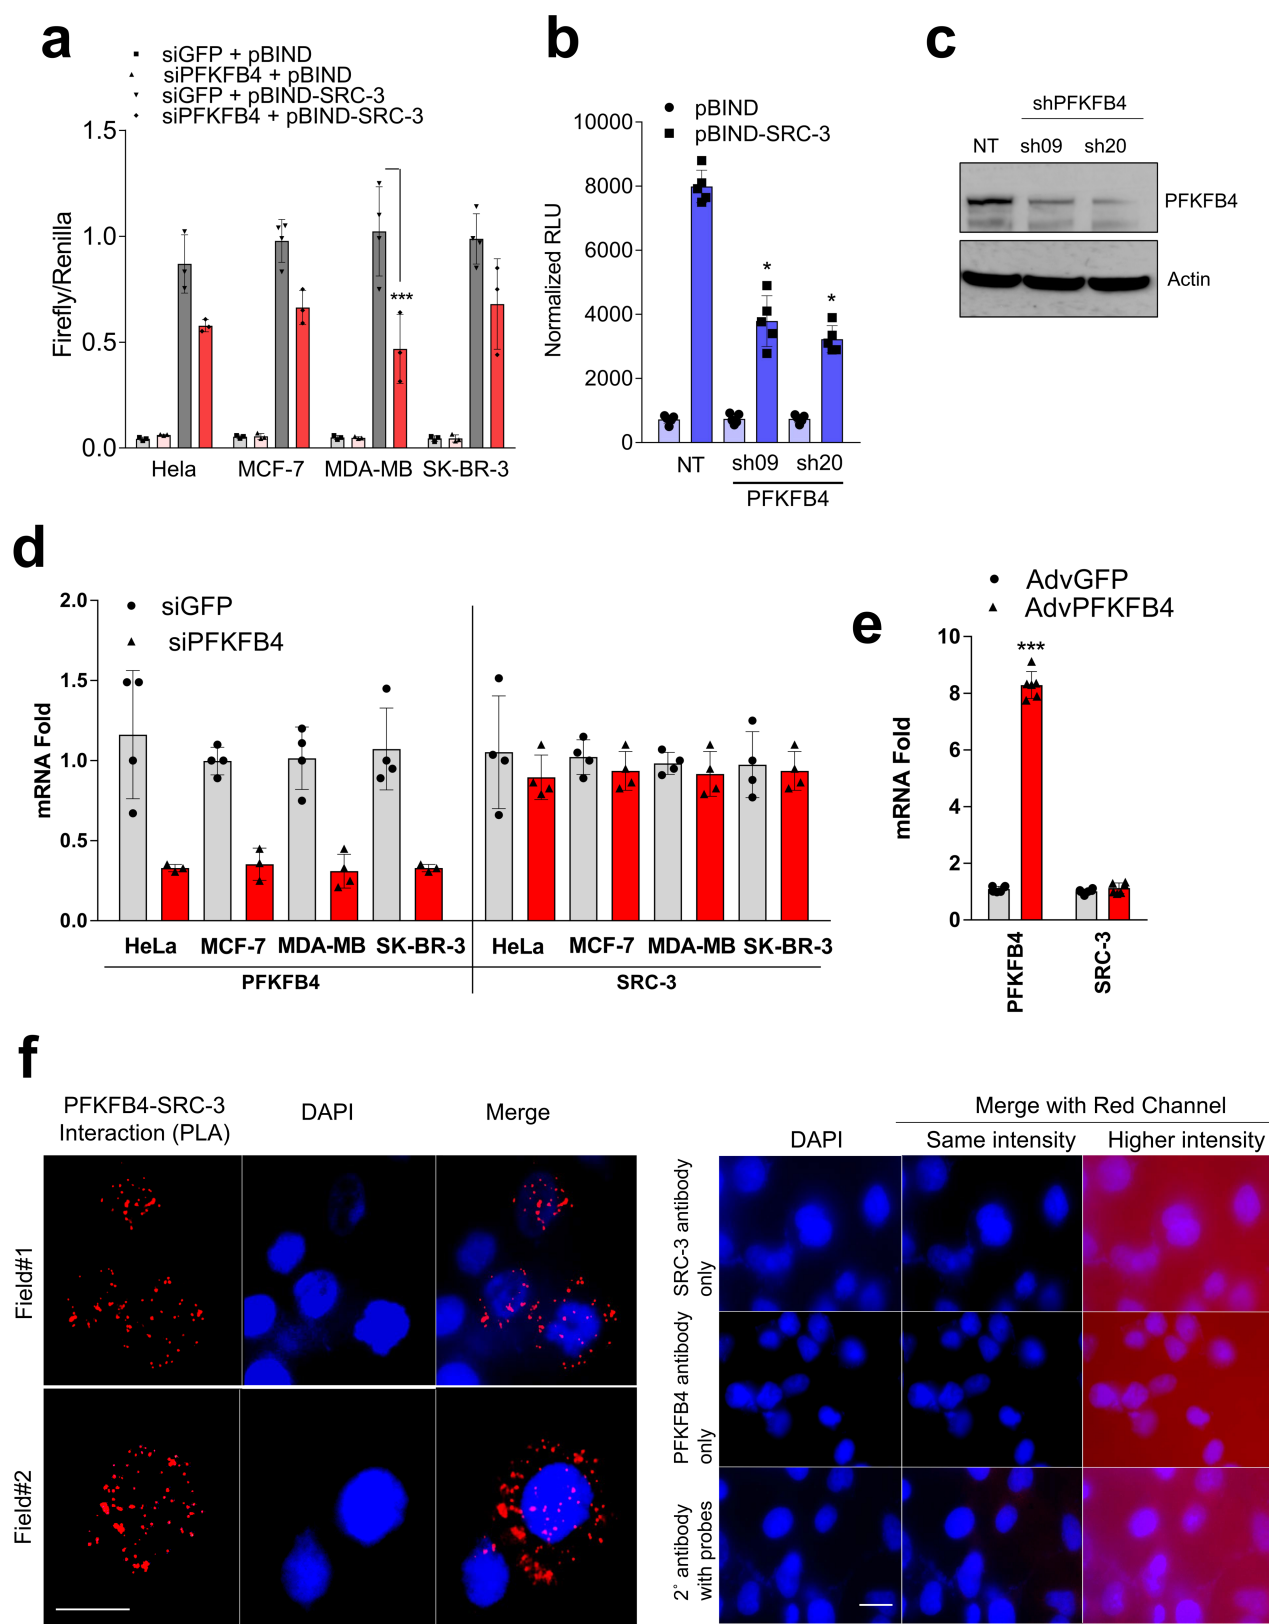 a
siGFP + pBIND
siPFKFB4 + pBIND
siGFP + pBIND-SRC-3
siPFKFB4 + pBIND-SRC-3
Firefly/Renilla
1.5
1.0
0.5
0.0
***
Hela MCF-7 MDA-MB SK-BR-3
b
pBIND
pBIND-SRC-3
Normalized RLU
10000
8000
6000
4000
2000
0
*
*
NT sh09 sh20
PFKFB4
c
shPFKFB4
NT sh09 sh20
PFKFB4
Actin
d
siGFP
siPFKFB4
mRNA Fold
2.0
1.5
1.0
0.5
0.0
HeLa MCF-7 MDA-MB SK-BR-3 HeLa MCF-7 MDA-MB SK-BR-3
PFKFB4 SRC-3
e
AdvGFP
AdvPFKFB4
mRNA Fold
10
8
6
4
2
0
***
PFKFB4 SRC-3
f
PFKFB4-SRC-3
Interaction (PLA)
DAPI
Merge
Field#1
Field#2
Merge with Red Channel
DAPI Same intensity Higher intensity
SRC-3 antibody
only
PFKFB4 antibody
only
2° antibody
with probes